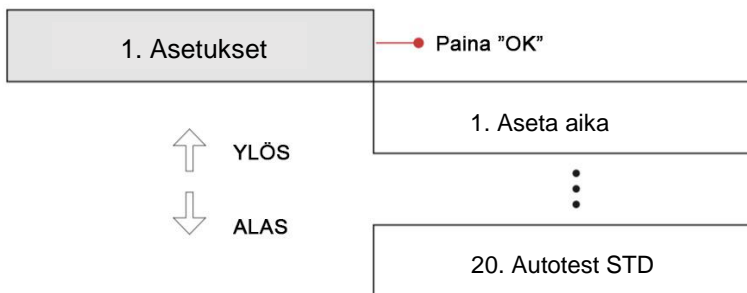 1. Asetukset
Paina ”OK”
1. Aseta aika
YLÖS
ALAS
20. Autotest STD